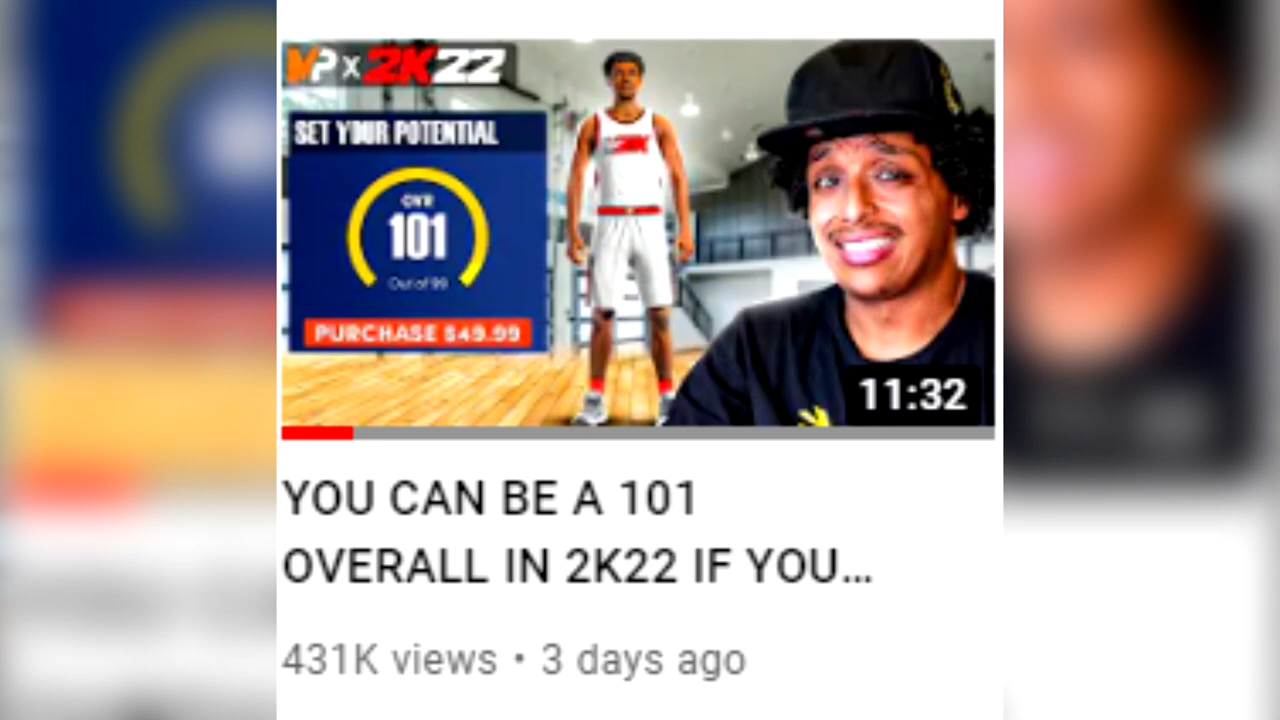 MP x 2K22
SET YOUR POTENTIAL
OVR
101
Out of 99
PURCHASE $49.99
11:32
YOU CAN BE A 101
OVERALL IN 2K22 IF YOU...
431K views • 3 days ago